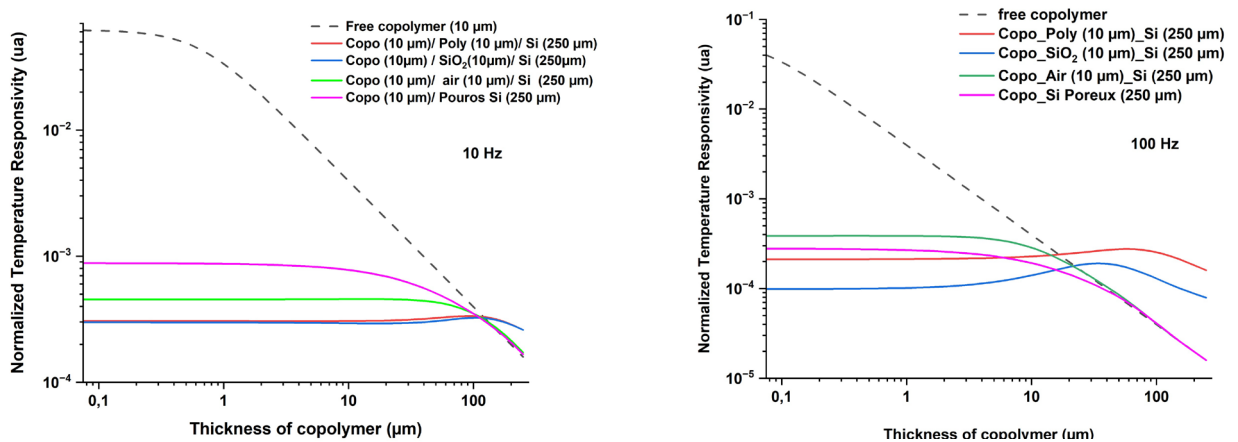 Normalized Temperature Responsivity (ua)
10⁻²
10⁻³
10⁻⁴
Free copolymer (10 µm)
Copo (10 µm)/ Poly (10 µm)/ Si (250 µm)
Copo (10µm) / SiO₂(10µm)/ Si (250µm)
Copo (10 µm)/ air (10 µm)/ Si (250 µm)
Copo (10 µm)/ Pouros Si (250 µm)
10 Hz
0,1 1 10 100
Thickness of copolymer (µm)
Normalized Temperature Responsivity (ua)
10⁻¹
10⁻²
10⁻³
10⁻⁴
10⁻⁵
free copolymer
Copo_Poly (10 µm)_Si (250 µm)
Copo_SiO₂ (10 µm)_Si (250 µm)
Copo_Air (10 µm)_Si (250 µm)
Copo_Si Poreux (250 µm)
100 Hz
0,1 1 10 100
Thickness of copolymer (µm)